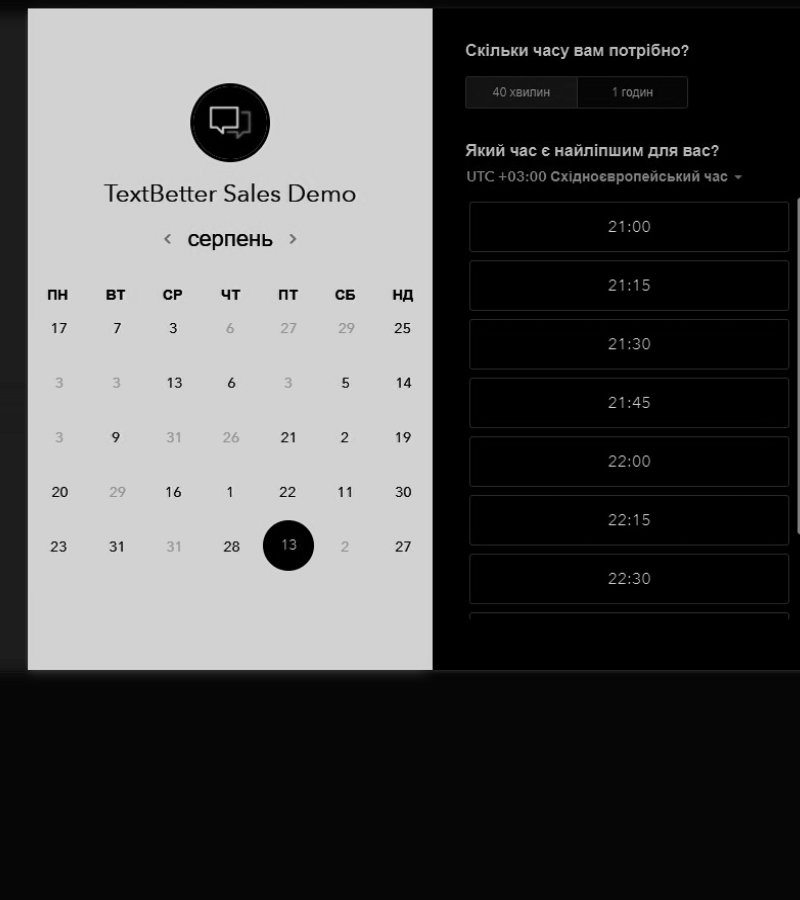 TextBetter Sales Demo
серпень
ПН ВТ СР ЧТ ПТ СБ НД
17 7 3 6 27 29 25
3 3 13 6 3 5 14
3 9 31 26 21 2 19
20 29 16 1 22 11 30
23 31 31 28 13 2 27
Скільки часу вам потрібно?
40 хвилин 1 годин
Який час є найліпшим для вас?
UTC +03:00 Східноєвропейський час
21:00
21:15
21:30
21:45
22:00
22:15
22:30